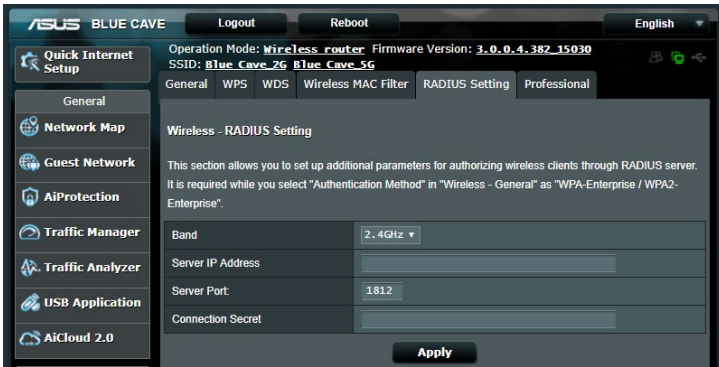 ASUS BLUE CAVE Logout Reboot English
Operation Mode: Wireless router Firmware Version: 3.0.0.4.382_15030
SSID: Blue Cave_2G Blue Cave_5G
Quick Internet
Setup
General
Network Map
Guest Network
AiProtection
Traffic Manager
Traffic Analyzer
USB Application
AiCloud 2.0
General WPS WDS Wireless MAC Filter RADIUS Setting Professional
Wireless - RADIUS Setting
This section allows you to set up additional parameters for authorizing wireless clients through RADIUS server.
It is required while you select "Authentication Method" in "Wireless - General" as "WPA-Enterprise / WPA2-
Enterprise".
Band 2.4GHz
Server IP Address
Server Port: 1812
Connection Secret
Apply